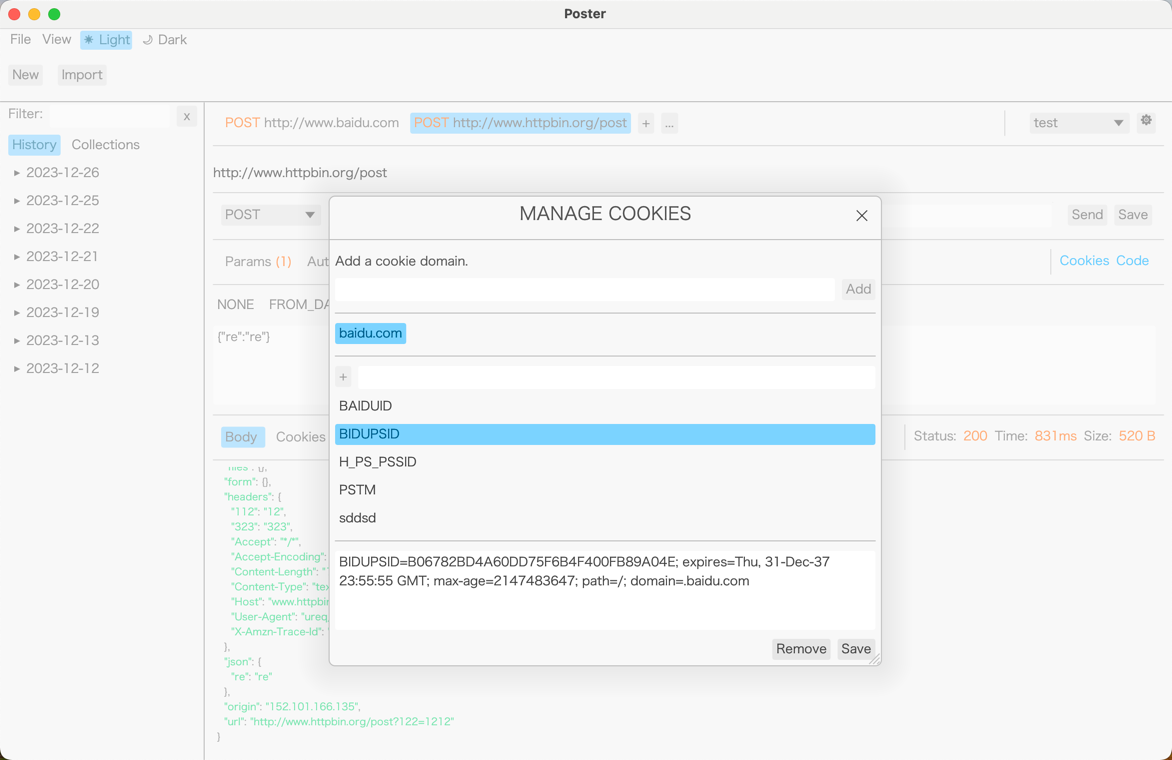 Poster
File View Light Dark
New Import
Filter: x
History Collections
2023-12-26
2023-12-25
2023-12-22
2023-12-21
2023-12-20
2023-12-19
2023-12-13
2023-12-12
POST http://www.baidu.com POST http://www.httpbin.org/post + ... test
http://www.httpbin.org/post
POST Send Save
Params (1) Aut Cookies Code
NONE FROM_DA
{"re":"re"}
Body Cookies Status: 200 Time: 831ms Size: 520 B
"form": {},
"headers": {
"112": "12",
"323": "323",
"Accept": "*/*",
"Accept-Encoding":
"Content-Length":
"Content-Type": "tex
"Host": "www.httpbin
"User-Agent": "ureq
"X-Amzn-Trace-Id":
},
"json": {
"re": "re"
},
"origin": "152.101.166.135",
"url": "http://www.httpbin.org/post?122=1212"
}
MANAGE COOKIES
Add a cookie domain.
Add
baidu.com
+
BAIDUID
BIDUPSID
H_PS_PSSID
PSTM
sddsd
BIDUPSID=B06782BD4A60DD75F6B4F400FB89A04E; expires=Thu, 31-Dec-37
23:55:55 GMT; max-age=2147483647; path=/; domain=.baidu.com
Remove Save